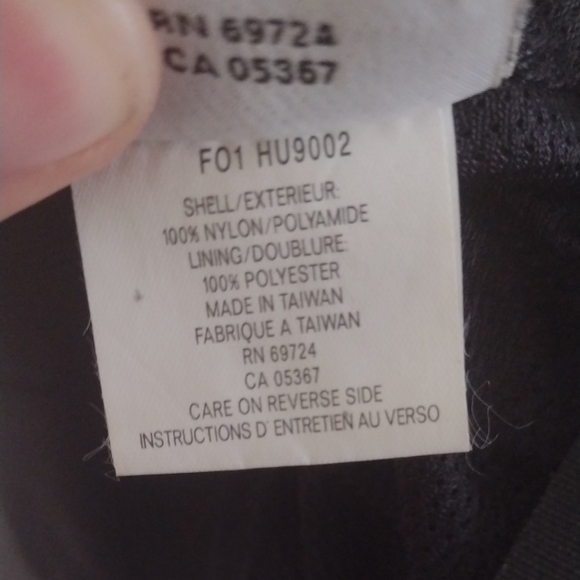 RN 69724
CA 05367
F01 HU9002
SHELL/EXTERIEUR:
100% NYLON/POLYAMIDE
LINING/DOUBLURE:
100% POLYESTER
MADE IN TAIWAN
FABRIQUE A TAIWAN
RN 69724
CA 05367
CARE ON REVERSE SIDE
INSTRUCTIONS D' ENTRETIEN AU VERSO